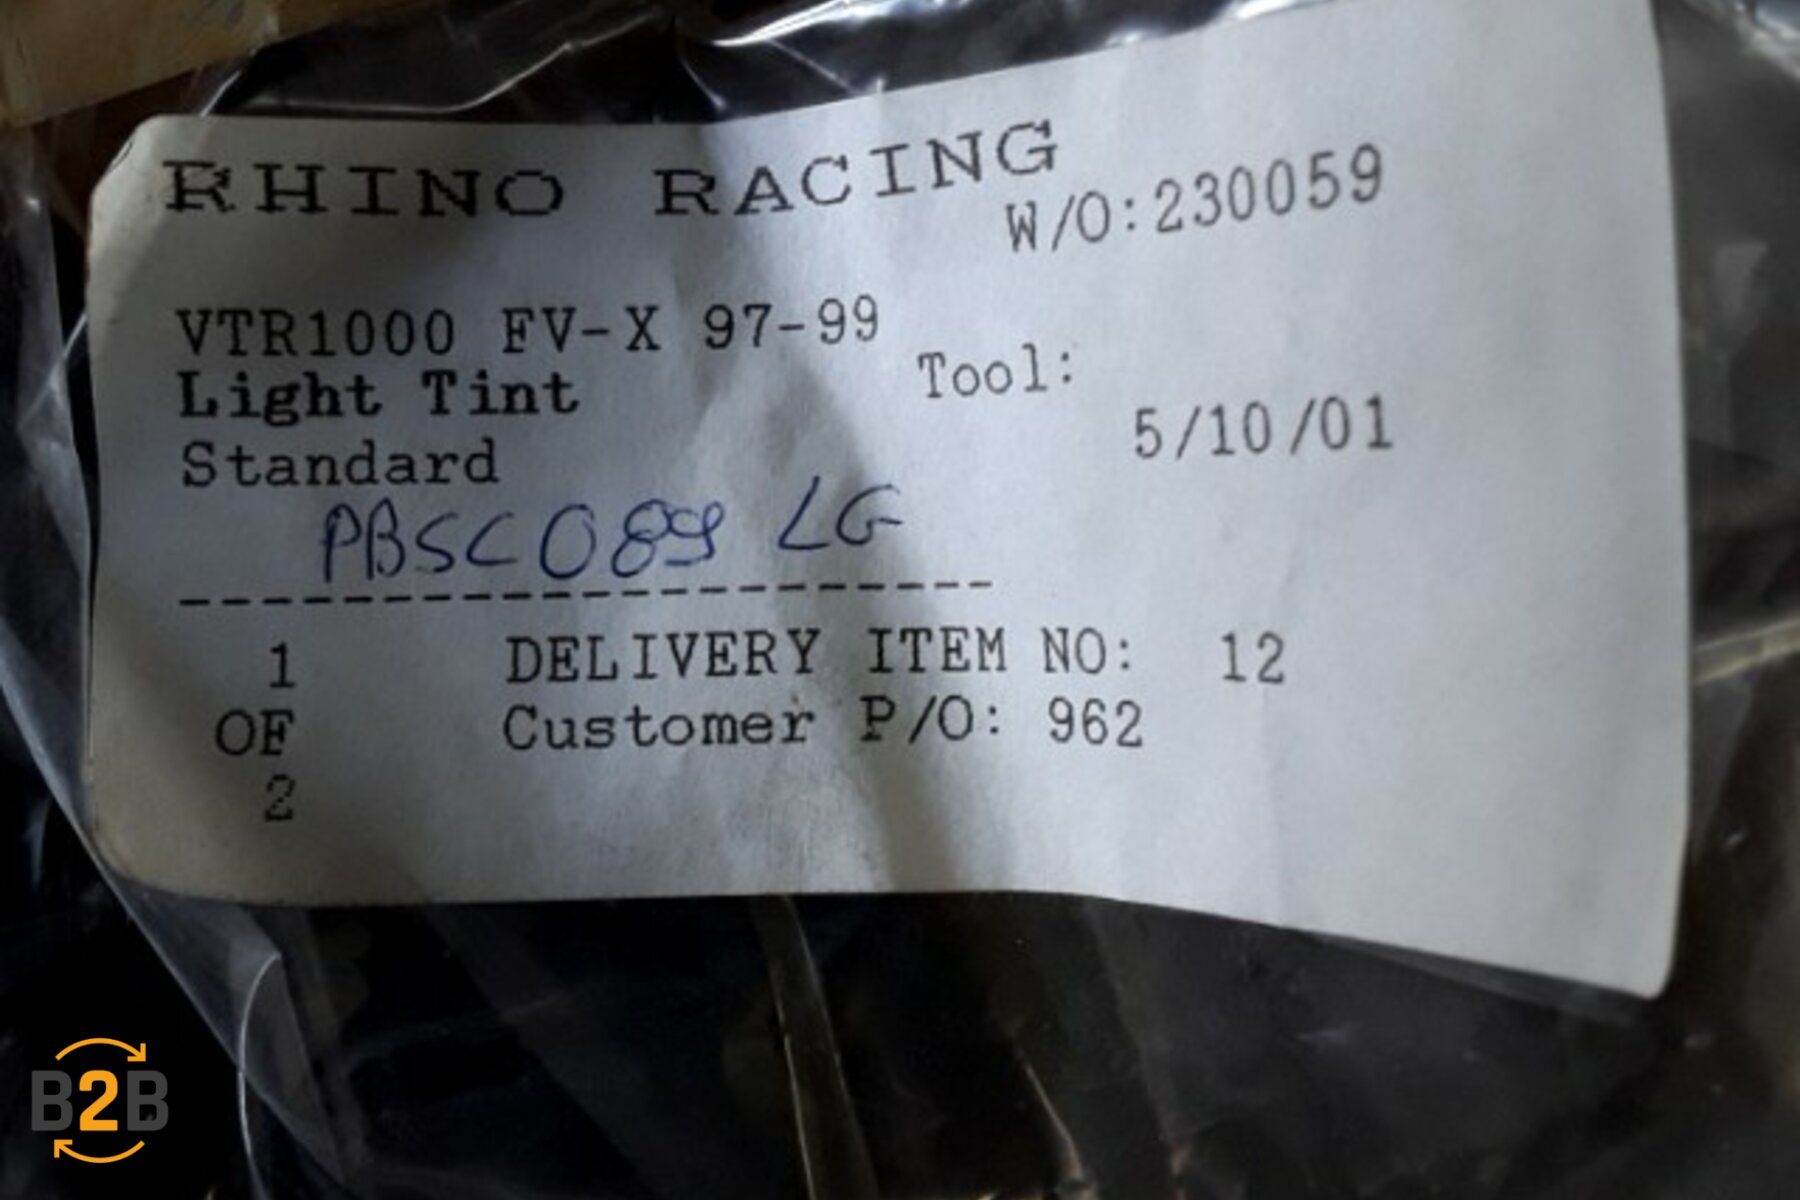 RHINO RACING
W/O:230059
VTR1000 FV-X 97-99
Light Tint
Tool:
Standard
5/10/01
PBSC089 LG
--------------------------
1
DELIVERY ITEM NO: 12
OF
Customer P/O: 962
2
B2B